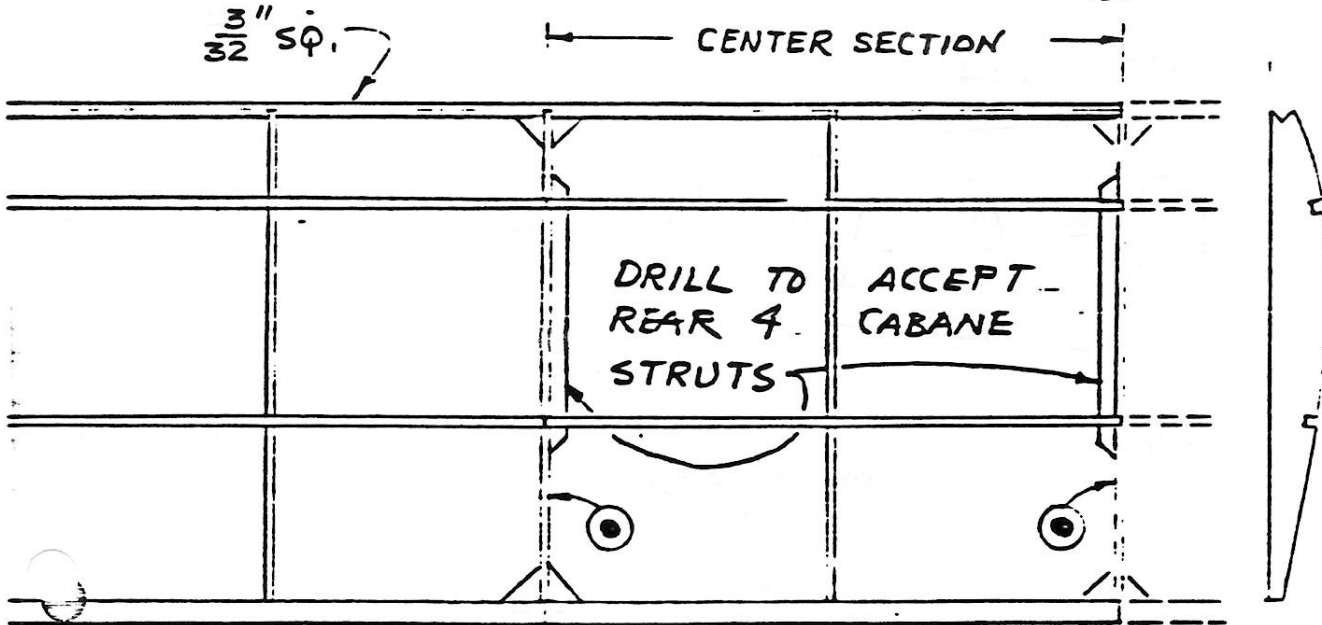 3/32" SQ.
CENTER SECTION
DRILL TO ACCEPT
REAR 4 CABANE
STRUTS